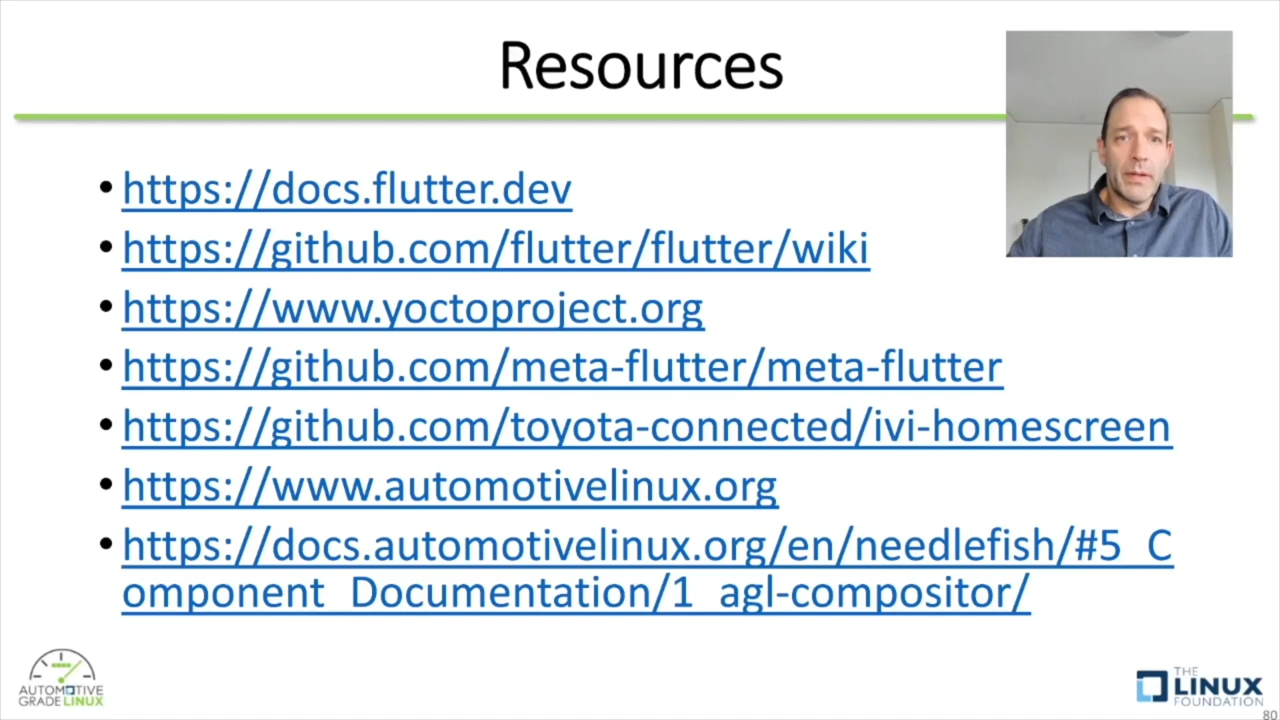 Resources
• https://docs.flutter.dev
• https://github.com/flutter/flutter/wiki
• https://www.yoctoproject.org
• https://github.com/meta-flutter/meta-flutter
• https://github.com/toyota-connected/ivi-homescreen
• https://www.automotivelinux.org
• https://docs.automotivelinux.org/en/needlefish/#5_C
omponent_Documentation/1_agl-compositor/
AUTOMOTIVE
GRADE LINUX
THE
LINUX
FOUNDATION
80